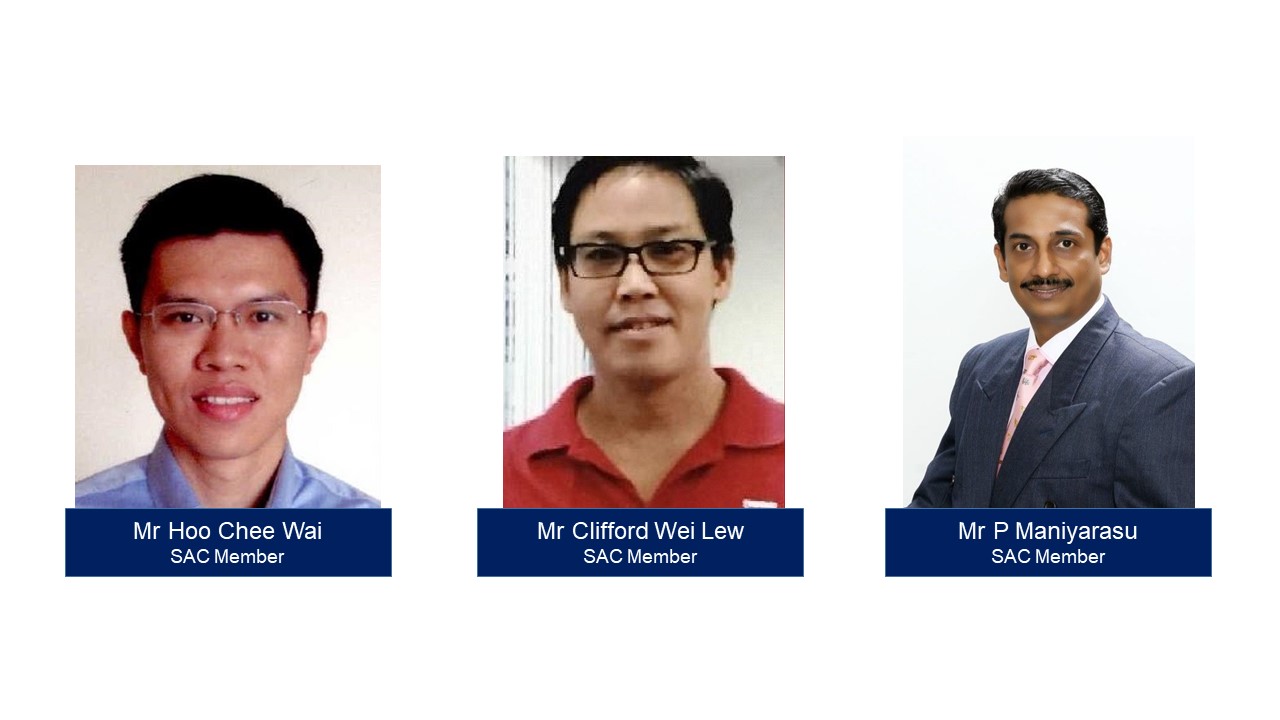 Mr Hoo Chee Wai
SAC Member
Mr Clifford Wei Lew
SAC Member
Mr P Maniyarasu
SAC Member